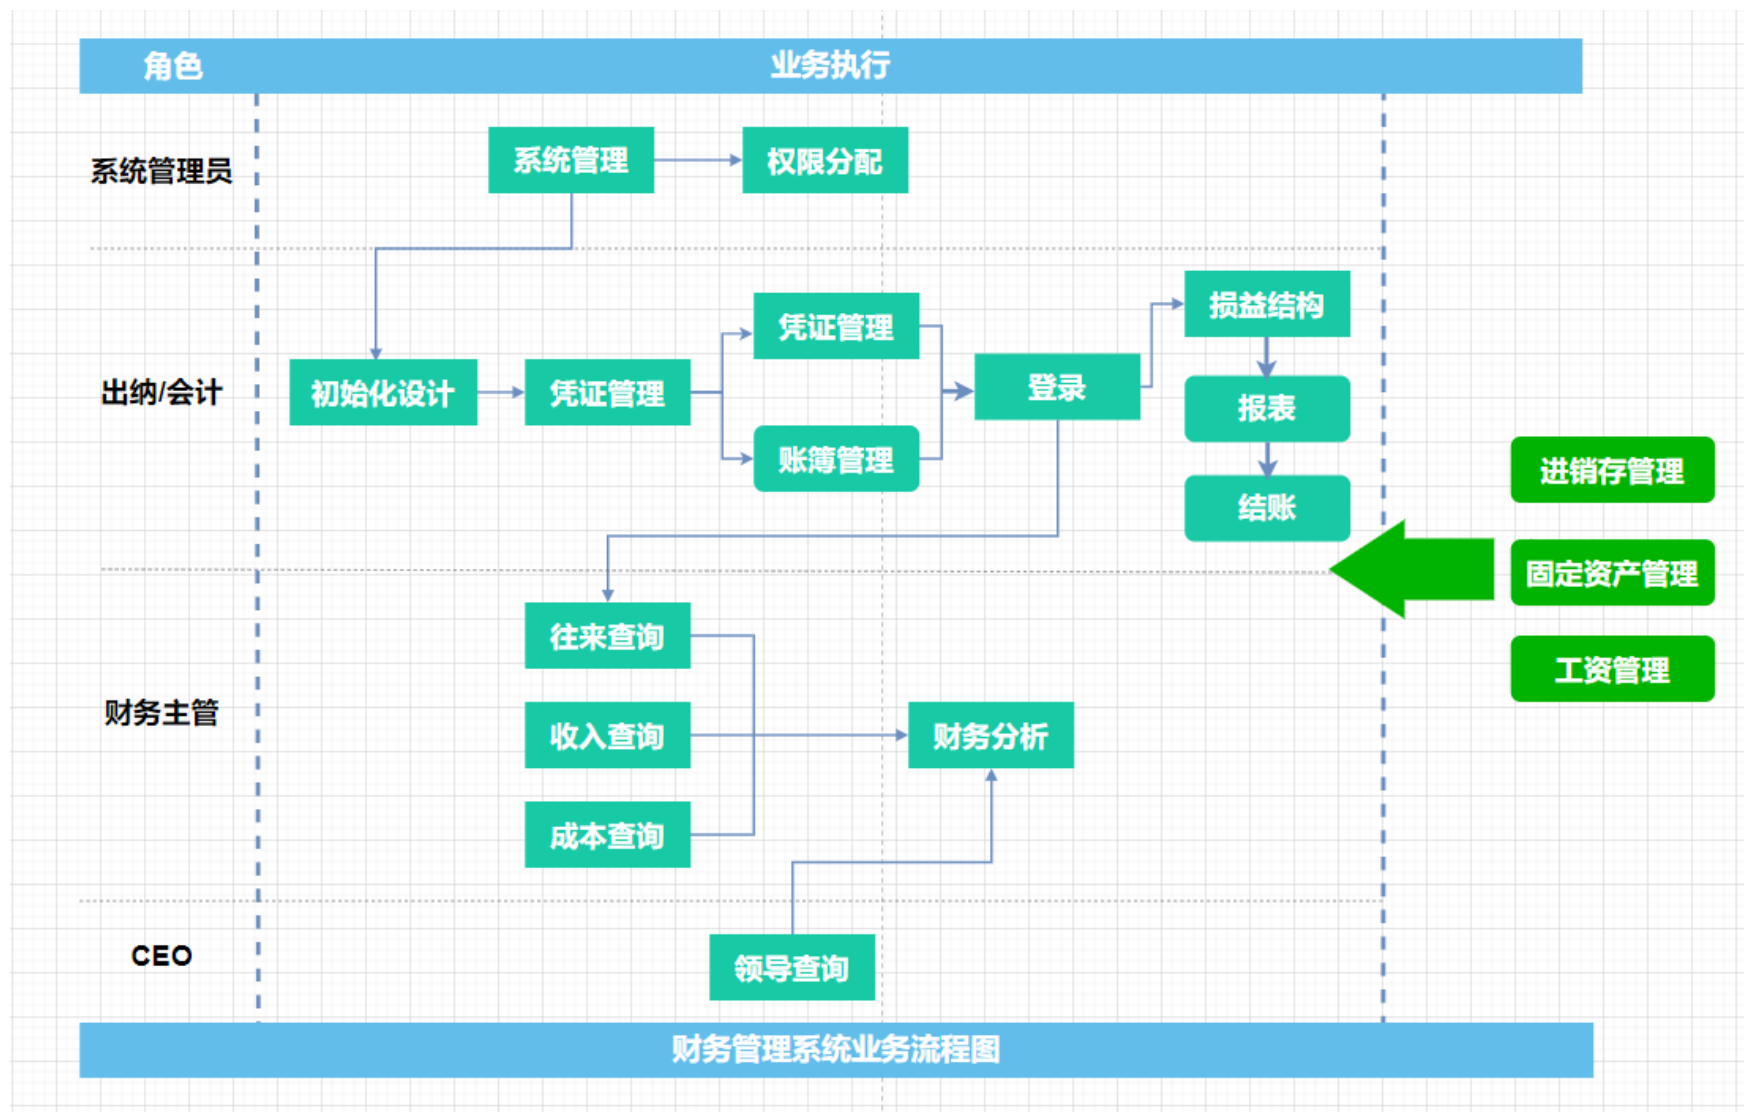 角色
业务执行
系统管理员
系统管理
权限分配
出纳/会计
初始化设计
凭证管理
凭证管理
账簿管理
登录
损益结构
报表
结账
进销存管理
固定资产管理
工资管理
财务主管
往来查询
收入查询
成本查询
财务分析
CEO
领导查询
财务管理系统业务流程图